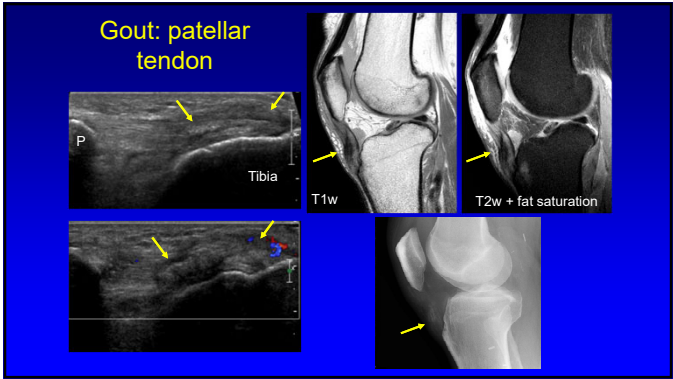 Gout: patellar
tendon
P
Tibia
T1w
T2w + fat saturation